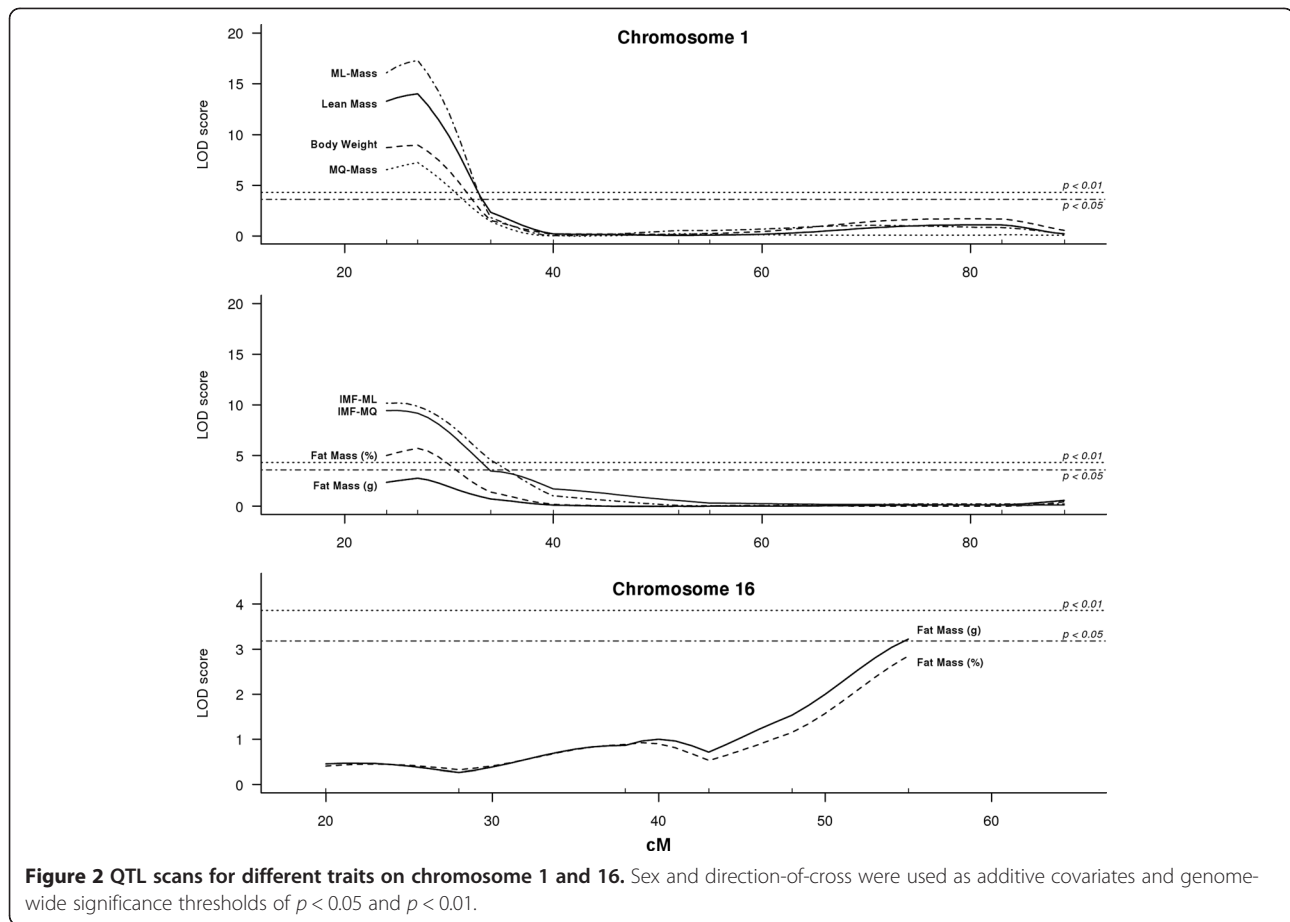 Chromosome 1
20
15
10
5
0
LOD score
ML-Mass
Lean Mass
Body Weight
MQ-Mass
p < 0.01
p < 0.05
20 40 60 80
20
15
10
5
0
LOD score
IMF-ML
IMF-MQ
Fat Mass (%)
Fat Mass (g)
p < 0.01
p < 0.05
20 40 60 80
Chromosome 16
4
3
2
1
0
LOD score
p < 0.01
p < 0.05
Fat Mass (g)
Fat Mass (%)
20 30 40 50 60
cM
Figure 2 QTL scans for different traits on chromosome 1 and 16. Sex and direction-of-cross were used as additive covariates and genome-
wide significance thresholds of p < 0.05 and p < 0.01.